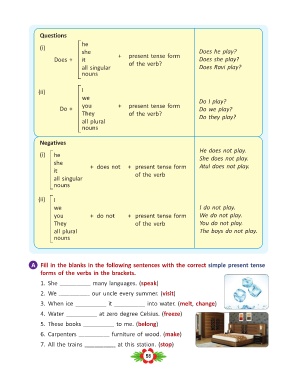 Questions
(i)
Does +
he
she
it
all singular
nouns
+ present tense form
of the verb?
Does he play?
Does she play?
Does Ravi play?
(ii)
Do +
I
we
you
They
all plural
nouns
+ present tense form
of the verb?
Do I play?
Do we play?
Do they play?
Negatives
(i)
he
she
it
all singular
nouns
+ does not + present tense form
of the verb
He does not play.
She does not play.
Atul does not play.
(ii)
I
we
you
They
all plural
nouns
+ do not + present tense form
of the verb
I do not play.
We do not play.
You do not play.
The boys do not play.
A Fill in the blanks in the following sentences with the correct simple present tense
forms of the verbs in the brackets.
1. She __________ many languages. (speak)
2. We __________ our uncle every summer. (visit)
3. When ice __________ it __________ into water. (melt, change)
4. Water __________ at zero degree Celsius. (freeze)
5. These books __________ to me. (belong)
6. Carpenters __________ furniture of wood. (make)
7. All the trains __________ at this station. (stop)